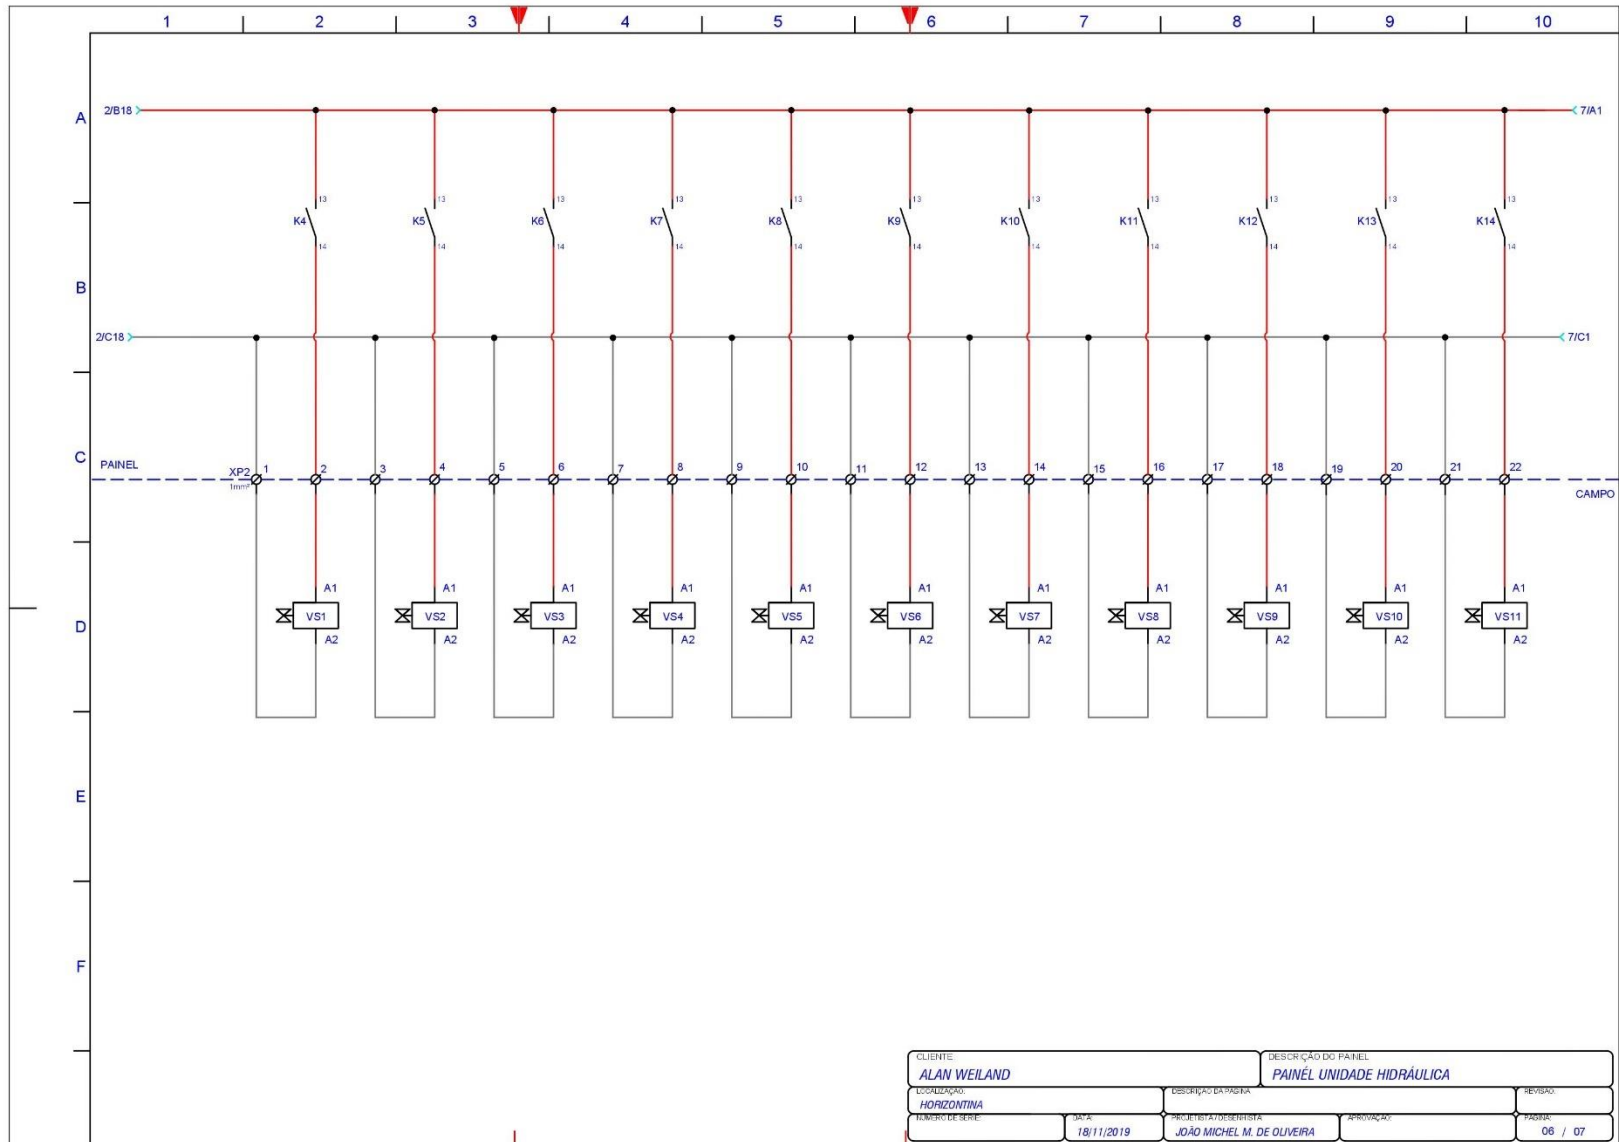 1 2 3 4 5 6 7 8 9 10
A
2/B18 7/A1
13 13 13 13 13 13 13 13 13 13 13
K4 K5 K6 K7 K8 K9 K10 K11 K12 K13 K14
14 14 14 14 14 14 14 14 14 14 14
B
2/C18 7/C1
C
PAINEL
XP2 1 2 3 4 5 6 7 8 9 10 11 12 13 14 15 16 17 18 19 20 21 22
1mm²
CAMPO
A1 A1 A1 A1 A1 A1 A1 A1 A1 A1 A1
D
VS1 VS2 VS3 VS4 VS5 VS6 VS7 VS8 VS9 VS10 VS11
A2 A2 A2 A2 A2 A2 A2 A2 A2 A2 A2
E
F
CLIENTE
ALAN WEILAND
DESCRIÇÃO DO PAINEL
PAINÉL UNIDADE HIDRÁULICA
LOCALIZAÇÃO:
HORIZONTINA
DESCRIÇÃO DA PAGINA
REVISÃO:
NÚMERO DE SÉRIE:
DATA:
18/11/2019
PROJETISTA/DESENHISTA
JOÃO MICHEL M. DE OLIVEIRA
APROVAÇÃO:
PAGINA:
06 / 07